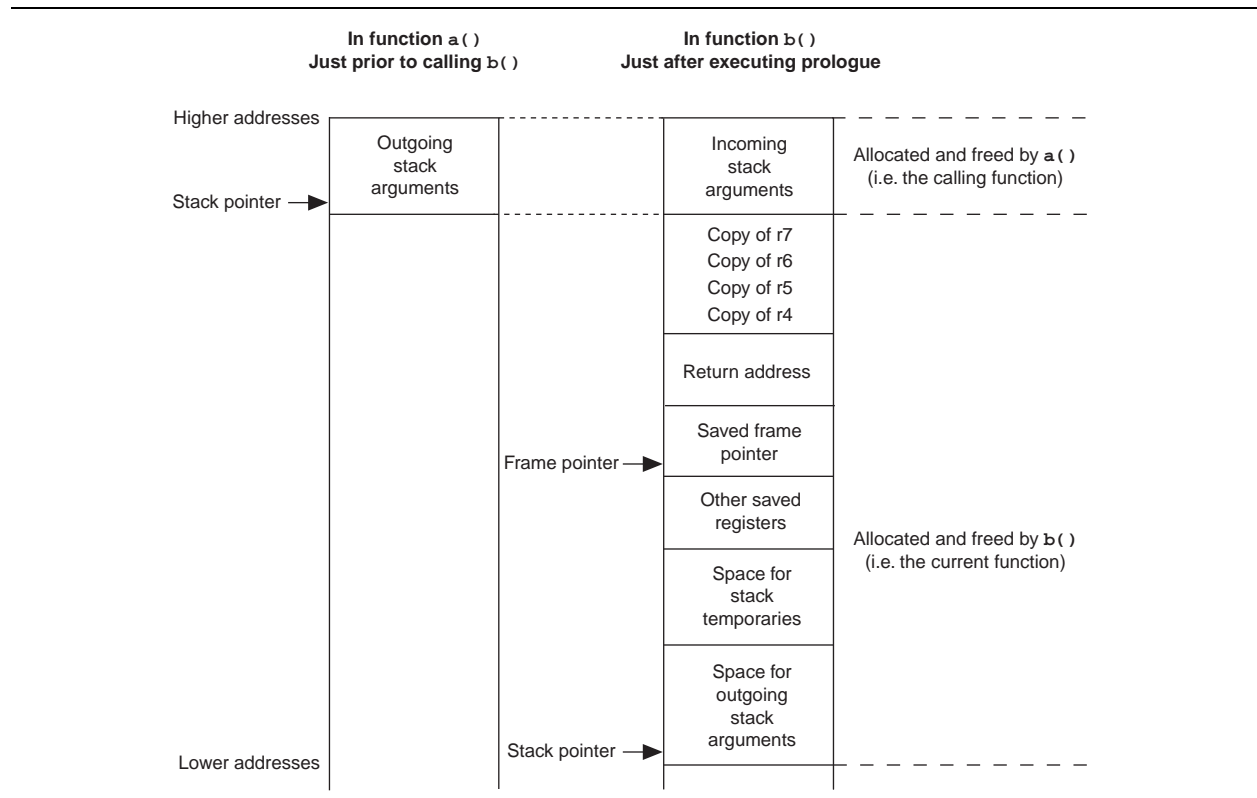 In function a()
Just prior to calling b()
In function b()
Just after executing prologue
Higher addresses
Outgoing
stack
arguments
Stack pointer
Incoming
stack
arguments
Allocated and freed by a()
(i.e. the calling function)
Copy of r7
Copy of r6
Copy of r5
Copy of r4
Return address
Saved frame
pointer
Frame pointer
Other saved
registers
Allocated and freed by b()
(i.e. the current function)
Space for
stack
temporaries
Space for
outgoing
stack
arguments
Stack pointer
Lower addresses